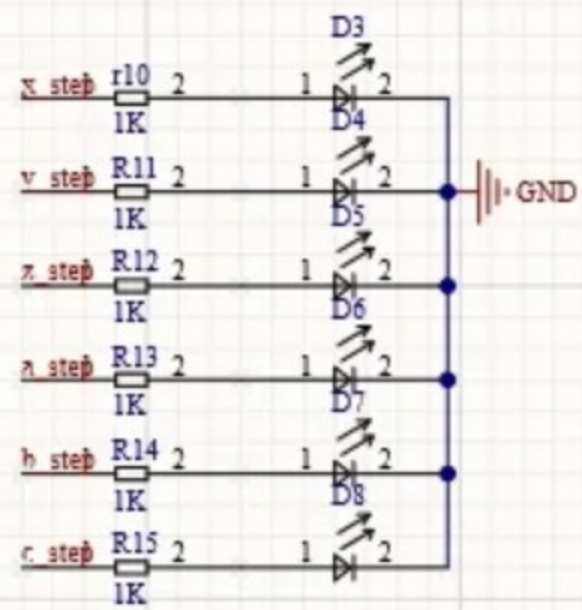 D3
x_step r10 2 1 2
1K D4
y_step R11 2 1 2 GND
1K D5
z_step R12 2 1 2
1K D6
a_step R13 2 1 2
1K D7
b_step R14 2 1 2
1K D8
c_step R15 2 1 2
1K